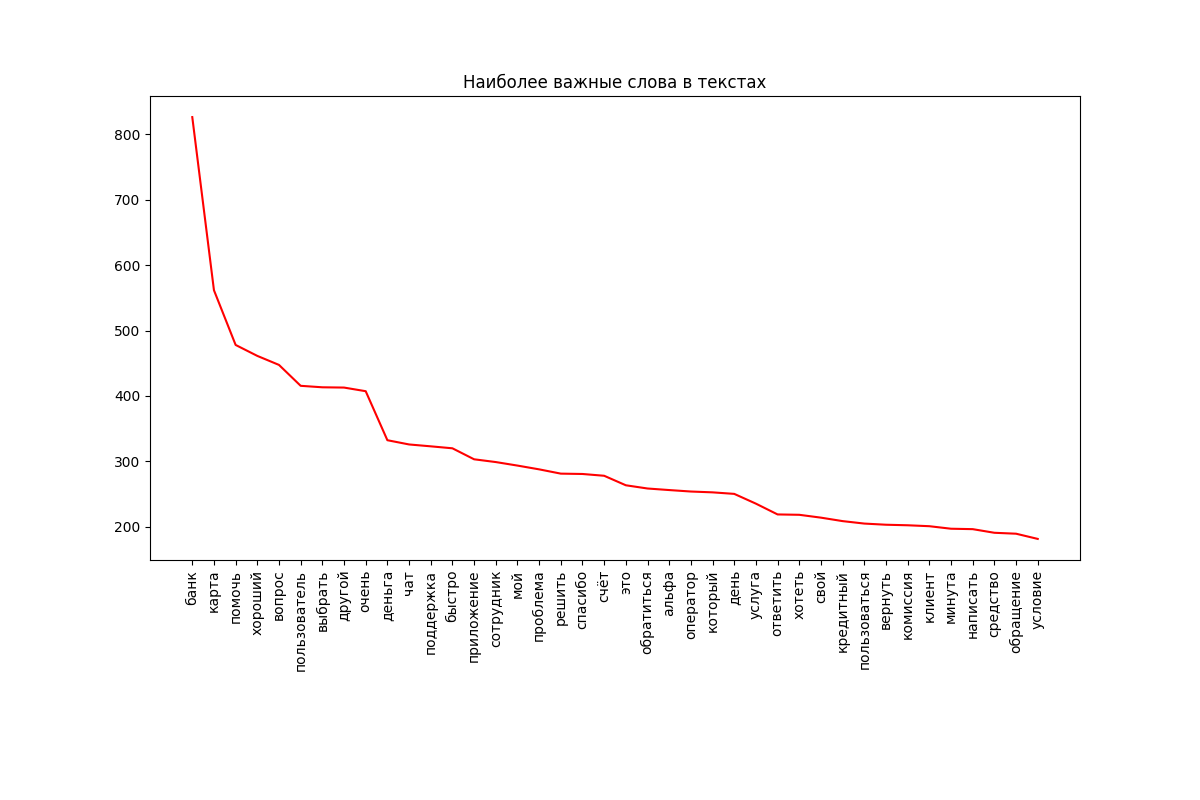 Наиболее важные слова в текстах
800
700
600
500
400
300
200
банк
карта
помочь
хороший
вопрос
пользователь
выбрать
другой
очень
деньга
чат
поддержка
быстро
приложение
сотрудник
мой
проблема
решить
спасибо
счёт
это
обратиться
альфа
оператор
который
день
услуга
ответить
хотеть
свой
кредитный
пользоваться
вернуть
комиссия
клиент
минута
написать
средство
обращение
условие